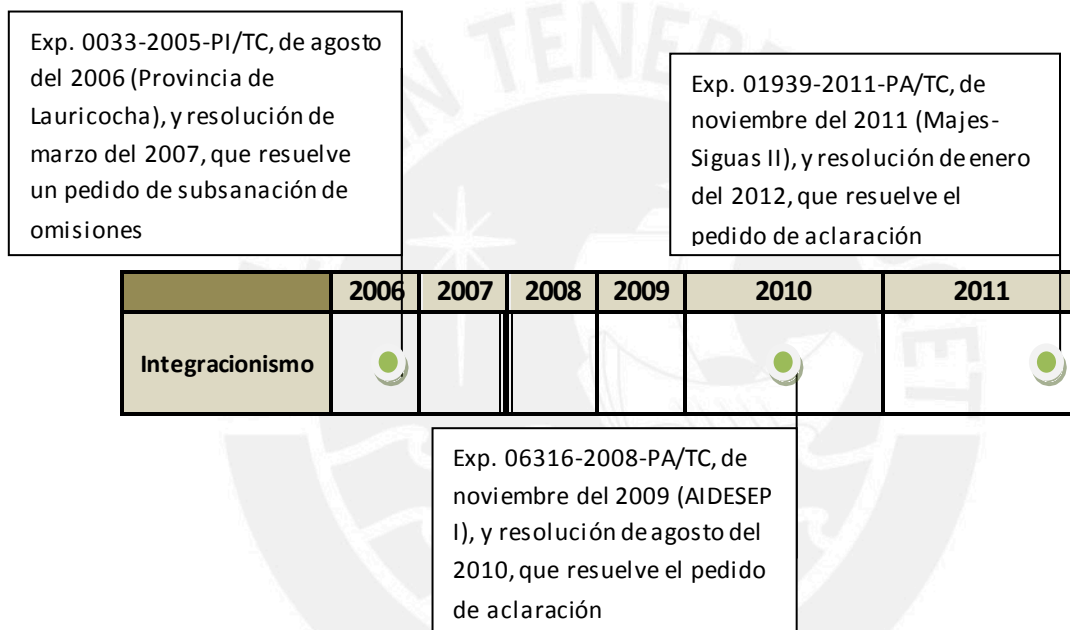 Exp. 0033-2005-PI/TC, de agosto
del 2006 (Provincia de
Lauricocha), y resolución de
marzo del 2007, que resuelve
un pedido de subsanación de
omisiones
Exp. 01939-2011-PA/TC, de
noviembre del 2011 (Majes-
Siguas II), y resolución de enero
del 2012, que resuelve el
pedido de aclaración
2006 2007 2008 2009 2010 2011
Integracionismo
Exp. 06316-2008-PA/TC, de
noviembre del 2009 (AIDESEP
I), y resolución de agosto del
2010, que resuelve el pedido
de aclaración